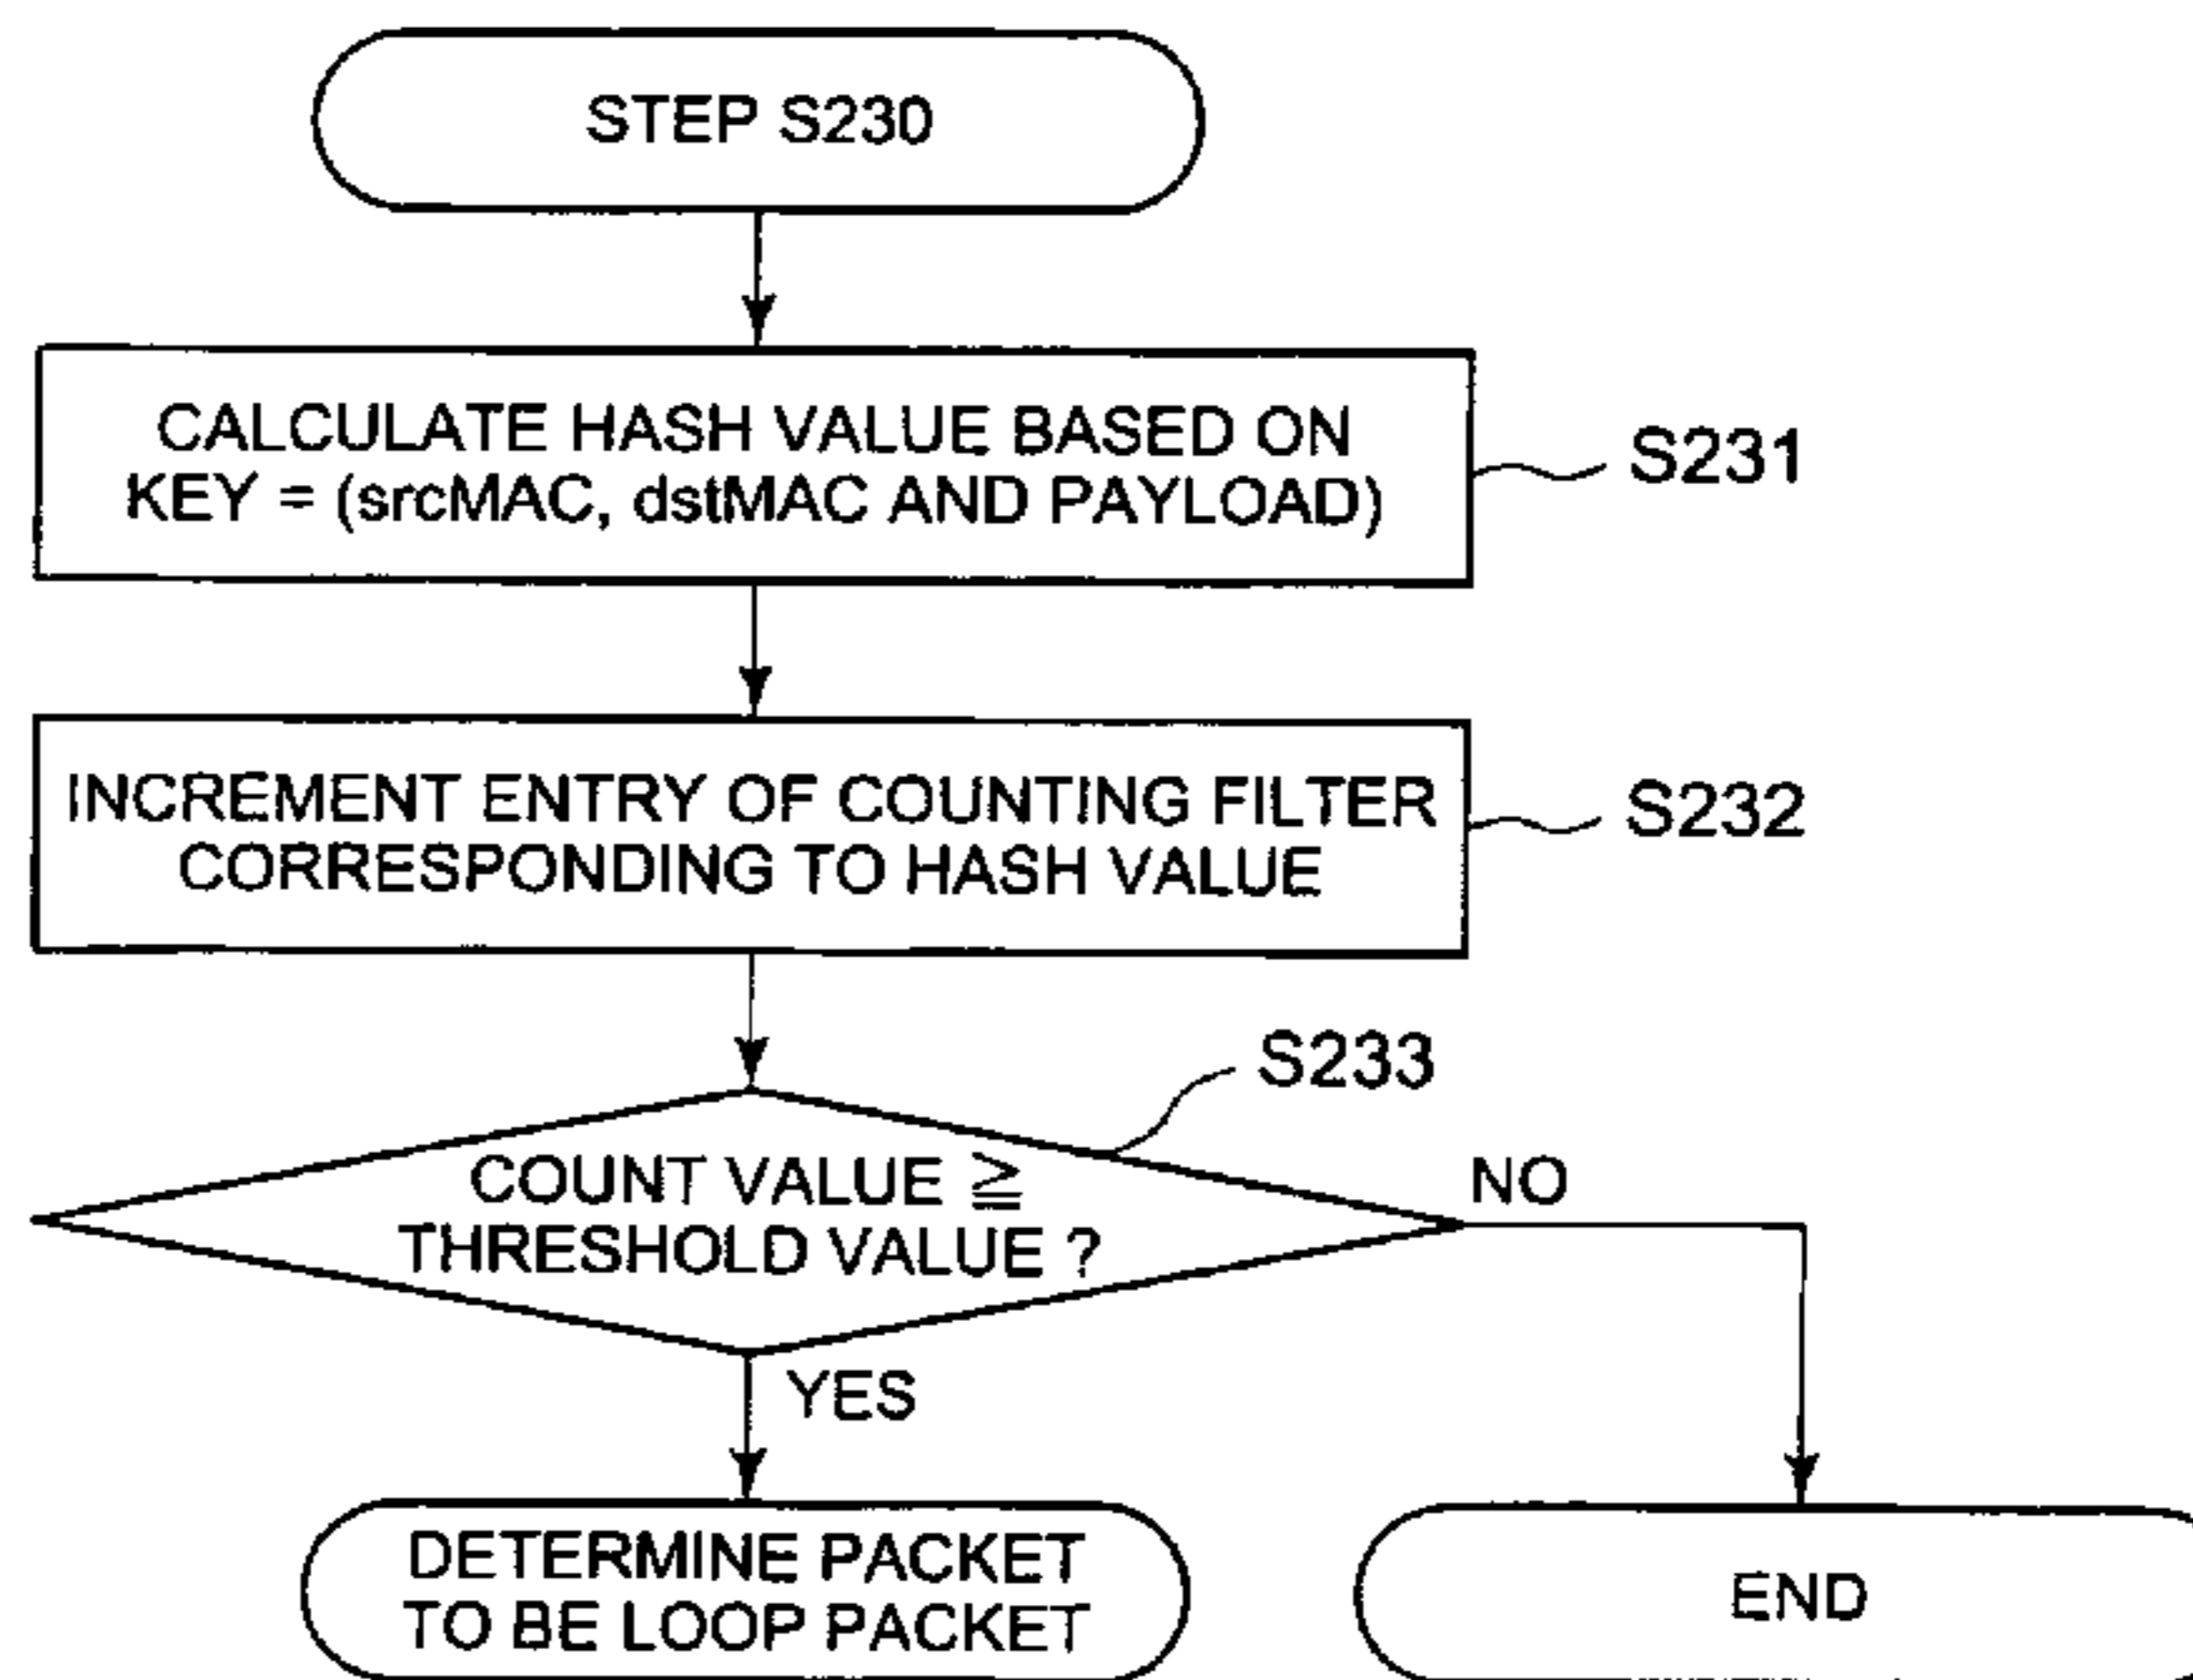 STEP S230
CALCULATE HASH VALUE BASED ON
KEY = (srcMAC, dstMAC AND PAYLOAD)
S231
INCREMENT ENTRY OF COUNTING FILTER
CORRESPONDING TO HASH VALUE
S232
S233
COUNT VALUE ≧
THRESHOLD VALUE ?
NO
YES
DETERMINE PACKET
TO BE LOOP PACKET
END